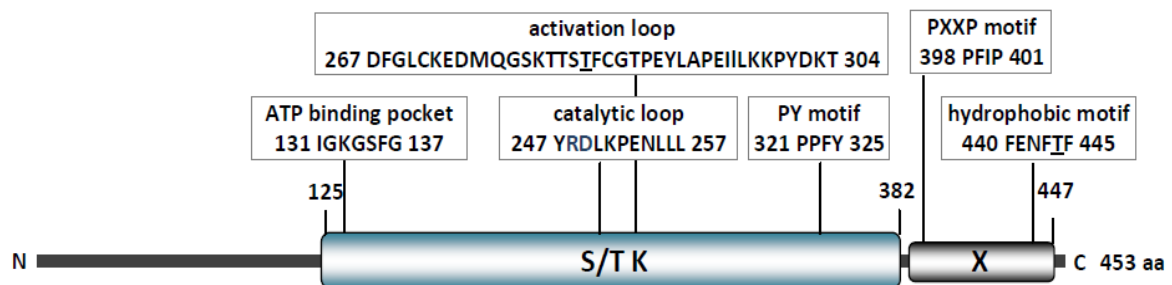 activation loop
267 DFGLCKEDMQGSKTTSTFCGTPEYLAPEIlLKKPYDKT 304
PXXP motif
398 PFIP 401
ATP binding pocket
131 IGKGSFG 137
catalytic loop
247 YRDLKPENLLL 257
PY motif
321 PPFY 325
hydrophobic motif
440 FENFTF 445
125
382
447
N
S/T K
X
C 453 aa